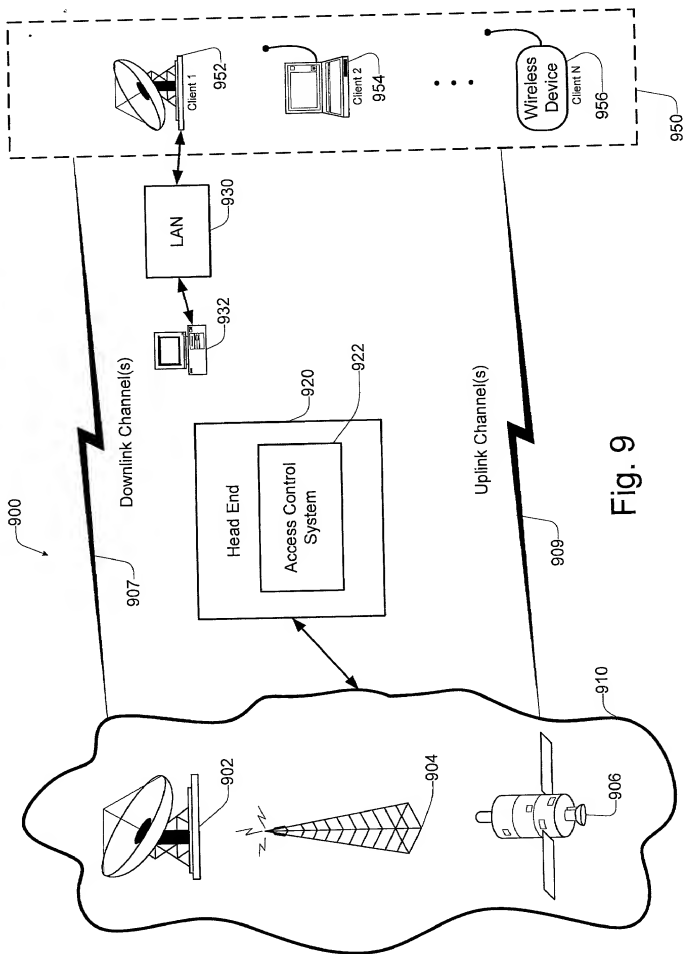 900
907
Downlink Channel(s)
902
904
906
910
Head End
Access Control
System
920
922
932
LAN
930
Client 1
952
Client 2
954
Wireless
Device
Client N
956
950
Uplink Channel(s)
909
Fig. 9